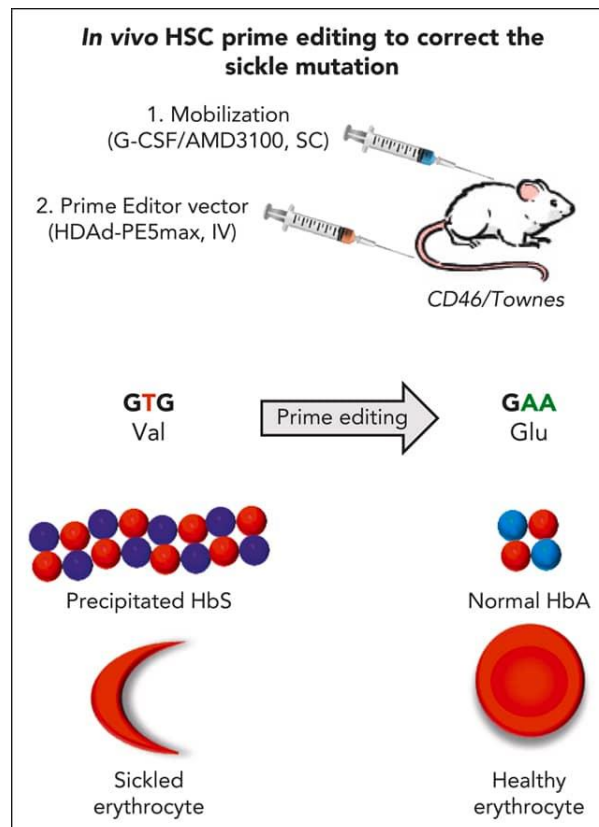 In vivo HSC prime editing to correct the
sickle mutation
1. Mobilization
(G-CSF/AMD3100, SC)
2. Prime Editor vector
(HDAd-PE5max, IV)
CD46/Townes
GTG
Val
Prime editing
GAA
Glu
Precipitated HbS
Normal HbA
Sickled
erythrocyte
Healthy
erythrocyte